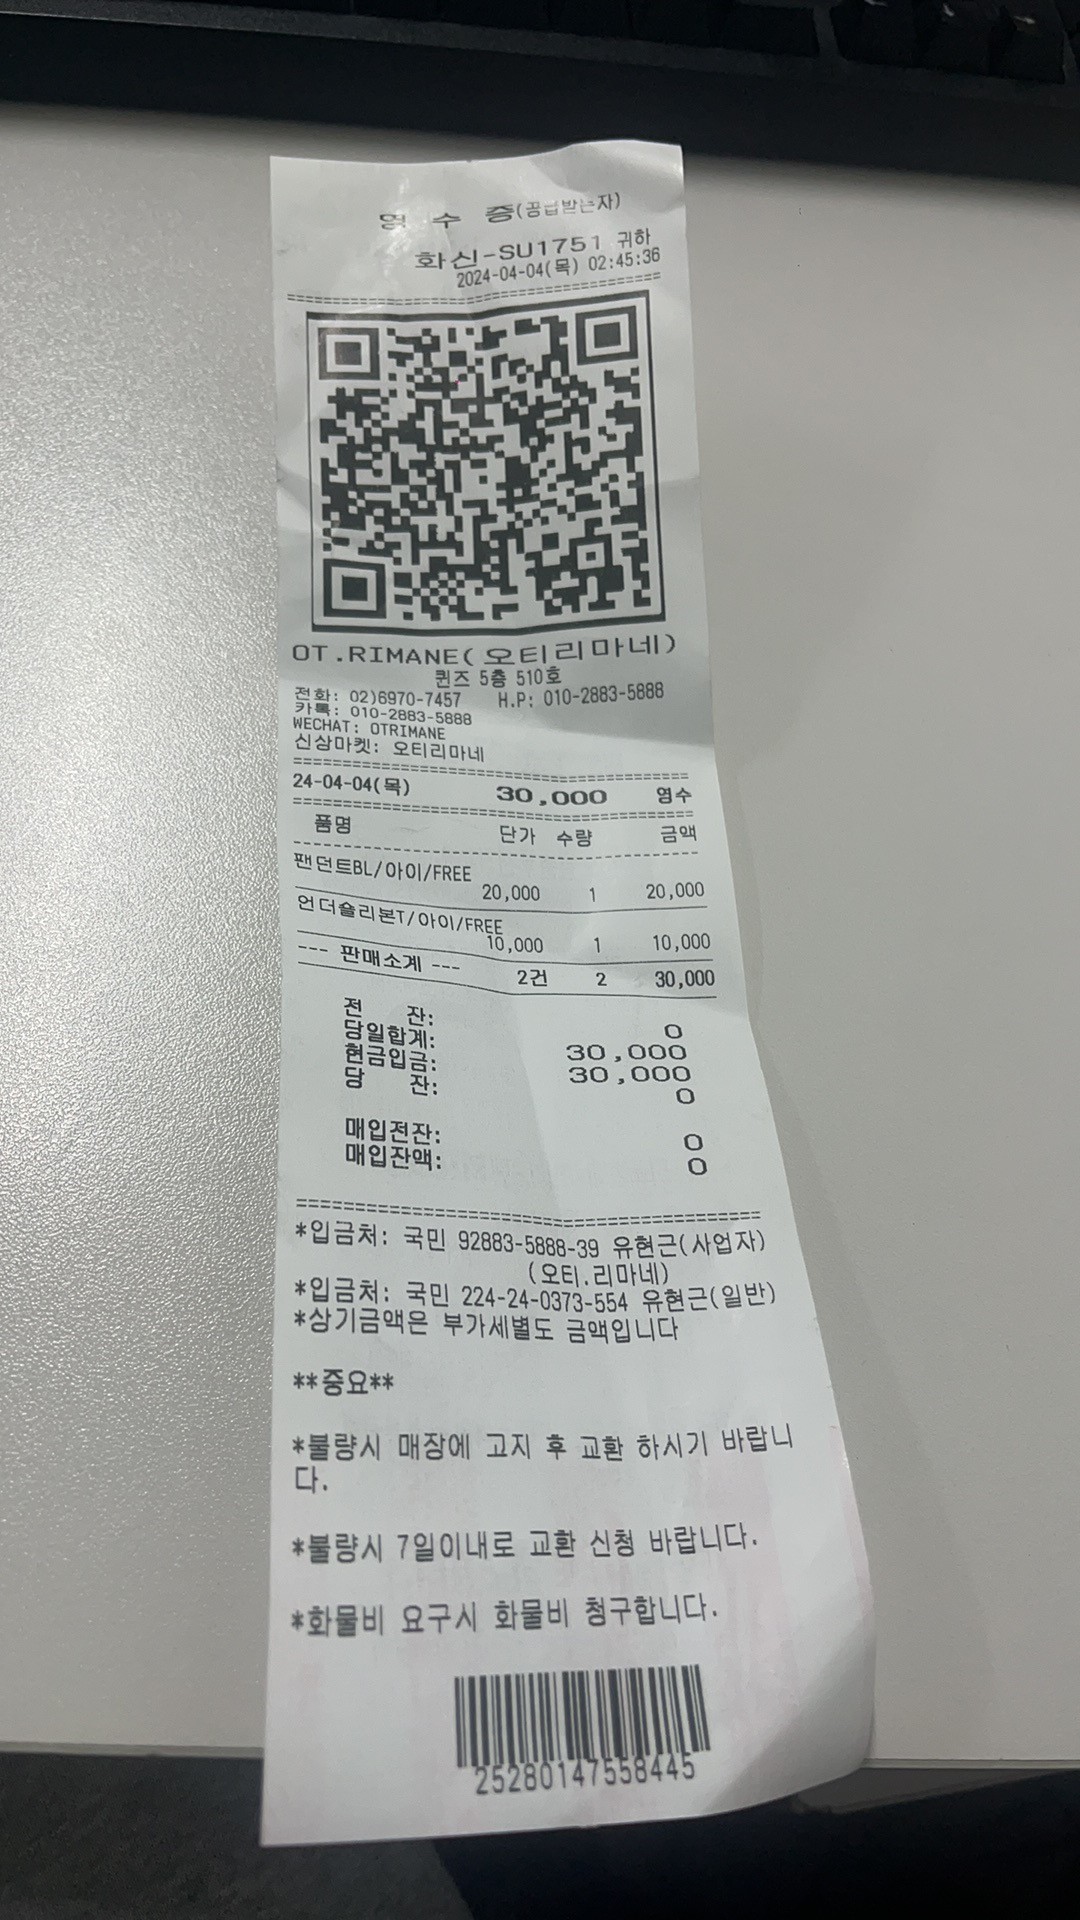 영 수 증(공급받는자)
화신-SU1751 귀하
2024-04-04(목) 02:45:36
OT.RIMANE(오티리마네)
퀸즈 5층 510호
전화: 02)6970-7457 H.P: 010-2883-5888
카톡: 010-2883-5888
WECHAT: OTRIMANE
신상마켓: 오티리마네
24-04-04(목) 30,000 영수
품명 단가 수량 금액
팬던트BL/아이/FREE
20,000 1 20,000
언더숄리본T/아이/FREE
10,000 1 10,000
--- 판매소계 --- 2건 2 30,000
전 잔: 0
당일합계: 30,000
현금입금: 30,000
당 잔: 0
매입전잔: 0
매입잔액: 0
*입금처: 국민 92883-5888-39 유현근(사업자)
(오티.리마네)
*입금처: 국민 224-24-0373-554 유현근(일반)
*상기금액은 부가세별도 금액입니다
**중요**
*불량시 매장에 고지 후 교환 하시기 바랍니
다.
*불량시 7일이내로 교환 신청 바랍니다.
*화물비 요구시 화물비 청구합니다.
25280147558445